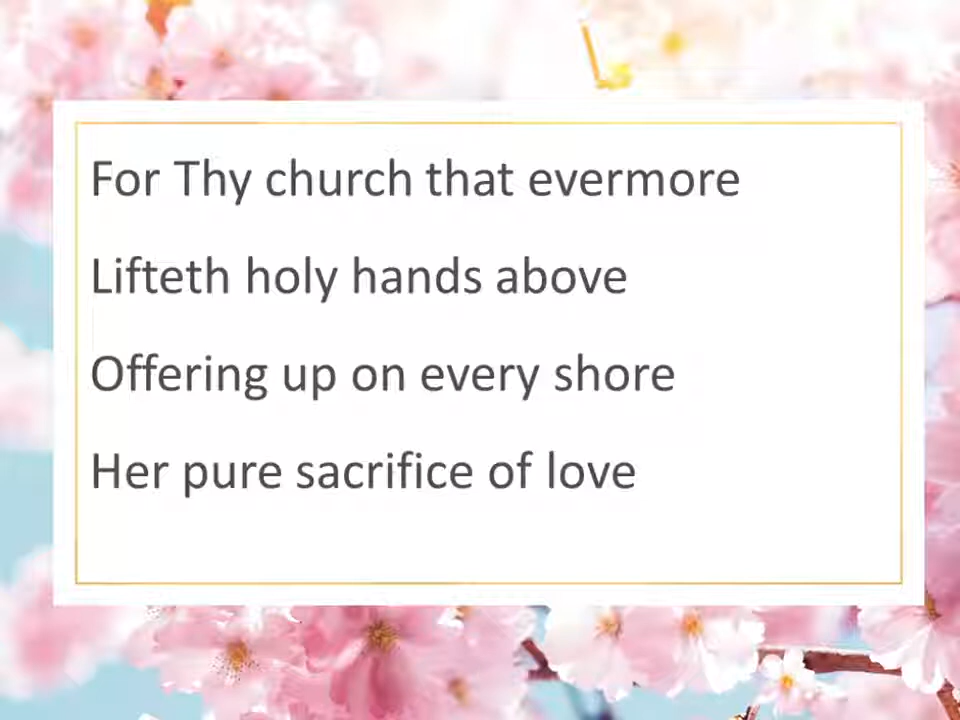 For Thy church that evermore
Lifteth holy hands above
Offering up on every shore
Her pure sacrifice of love